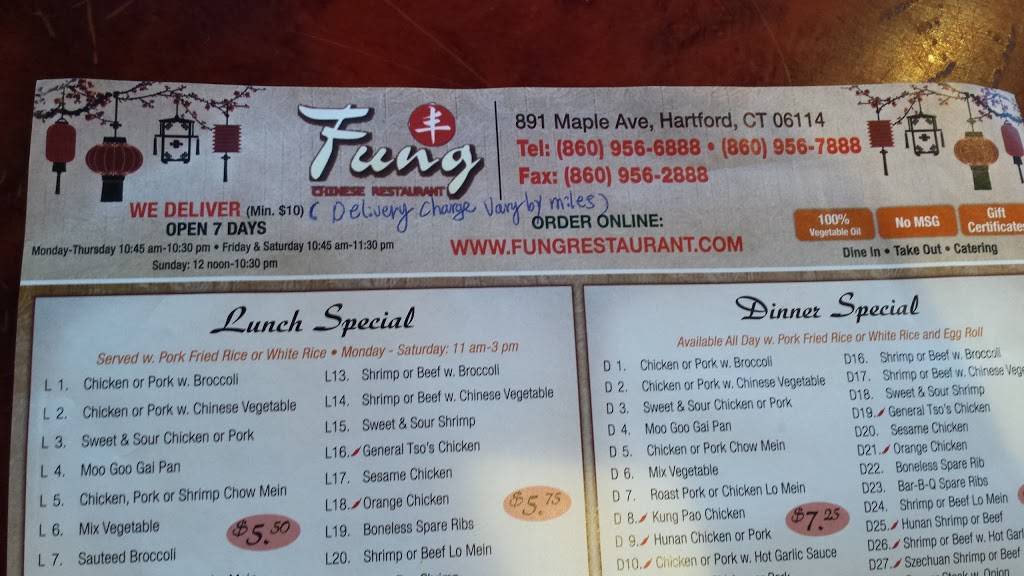 Fung
丰
CHINESE RESTAURANT
891 Maple Ave, Hartford, CT 06114
Tel: (860) 956-6888 • (860) 956-7888
Fax: (860) 956-2888
WE DELIVER (Min. $10) ( Delivery Charge Vary by miles)
OPEN 7 DAYS
Monday-Thursday 10:45 am-10:30 pm • Friday & Saturday 10:45 am-11:30 pm
Sunday: 12 noon-10:30 pm
ORDER ONLINE:
WWW.FUNGRESTAURANT.COM
100%
Vegetable Oil
No MSG
Gift
Certificates
Dine In • Take Out • Catering
Lunch Special
Served w. Pork Fried Rice or White Rice • Monday - Saturday: 11 am-3 pm
L 1. Chicken or Pork w. Broccoli
L 2. Chicken or Pork w. Chinese Vegetable
L 3. Sweet & Sour Chicken or Pork
L 4. Moo Goo Gai Pan
L 5. Chicken, Pork or Shrimp Chow Mein
L 6. Mix Vegetable
L 7. Sauteed Broccoli
$5.50
L13. Shrimp or Beef w. Broccoli
L14. Shrimp or Beef w. Chinese Vegetable
L15. Sweet & Sour Shrimp
L16. General Tso's Chicken
L17. Sesame Chicken
L18. Orange Chicken
L19. Boneless Spare Ribs
L20. Shrimp or Beef Lo Mein
$5.75
Dinner Special
Available All Day w. Pork Fried Rice or White Rice and Egg Roll
D 1. Chicken or Pork w. Broccoli
D 2. Chicken or Pork w. Chinese Vegetable
D 3. Sweet & Sour Chicken or Pork
D 4. Moo Goo Gai Pan
D 5. Chicken or Pork Chow Mein
D 6. Mix Vegetable
D 7. Roast Pork or Chicken Lo Mein
D 8. Kung Pao Chicken
D 9. Hunan Chicken or Pork
D10. Chicken or Pork w. Hot Garlic Sauce
$7.25
D16. Shrimp or Beef w. Broccoli
D17. Shrimp or Beef w. Chinese Vege
D18. Sweet & Sour Shrimp
D19. General Tso's Chicken
D20. Sesame Chicken
D21. Orange Chicken
D22. Boneless Spare Rib
D23. Bar-B-Q Spare Ribs
D24. Shrimp or Beef Lo Mein
D25. Hunan Shrimp or Beef
D26. Shrimp or Beef w. Hot Garl
D27. Szechuan Shrimp or Beef